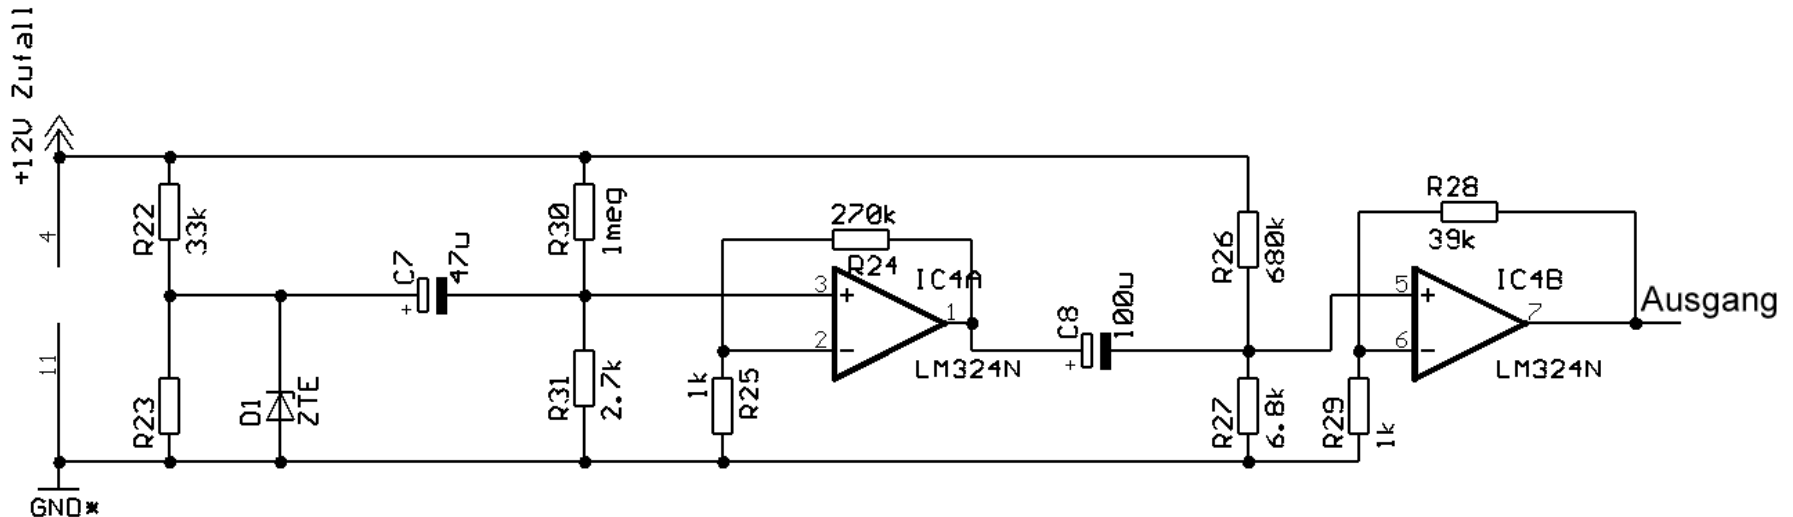 +12V Zufall
4
11
GND*
R22
33k
R23
D1
ZTE
C7
47u
+
R30
1meg
R31
2.7k
270k
R24
1k
R25
3
2
+
-
1
IC4A
LM324N
C8
100u
+
R26
680k
R27
6.8k
R28
39k
R29
1k
5
6
+
-
7
IC4B
LM324N
Ausgang